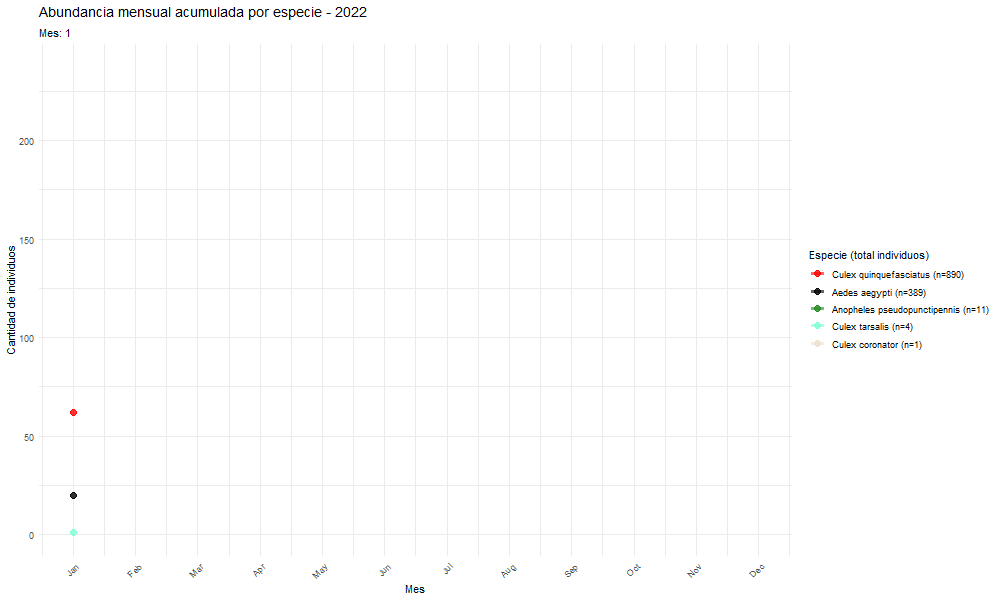 Abundancia mensual acumulada por especie - 2022
Mes: 1
200
150
100
50
0
Cantidad de individuos
Jan Feb Mar Apr May Jun Jul Aug Sep Oct Nov Dec
Mes
Especie (total individuos)
Culex quinquefasciatus (n=890)
Aedes aegypti (n=389)
Anopheles pseudopunctipennis (n=11)
Culex tarsalis (n=4)
Culex coronator (n=1)